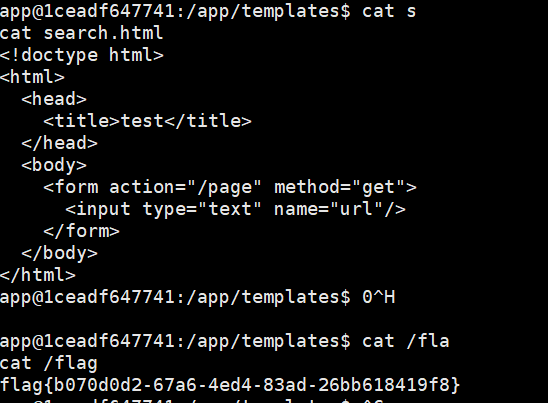 app@1ceadf647741:/app/templates$ cat s
cat search.html
<!doctype html>
<html>
  <head>
    <title>test</title>
  </head>
  <body>
    <form action="/page" method="get">
      <input type="text" name="url"/>
    </form>
  </body>
</html>
app@1ceadf647741:/app/templates$ 0^H

app@1ceadf647741:/app/templates$ cat /fla
cat /flag
flag{b070d0d2-67a6-4ed4-83ad-26bb618419f8}